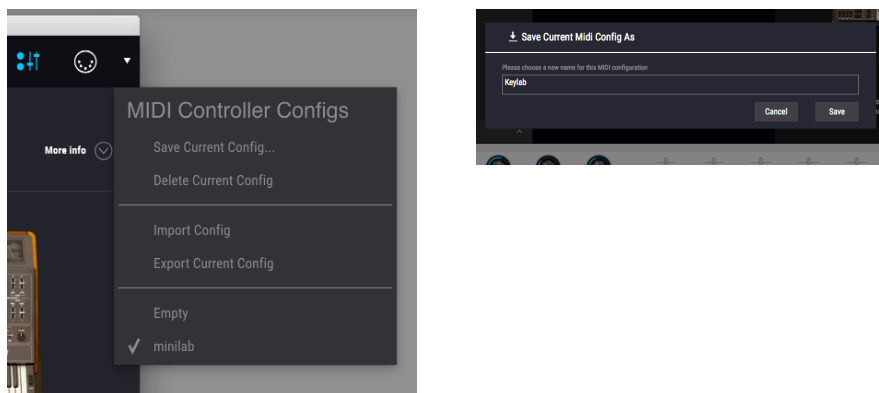 More info
MIDI Controller Configs
Save Current Config...
Delete Current Config
Import Config
Export Current Config
Empty
minilab
Save Current Midi Config As
Please choose a new name for this MIDI configuration
Keylab
Cancel
Save